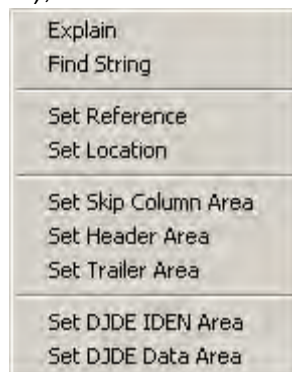 Explain
Find String
Set Reference
Set Location
Set Skip Column Area
Set Header Area
Set Trailer Area
Set DJDE IDEN Area
Set DJDE Data Area